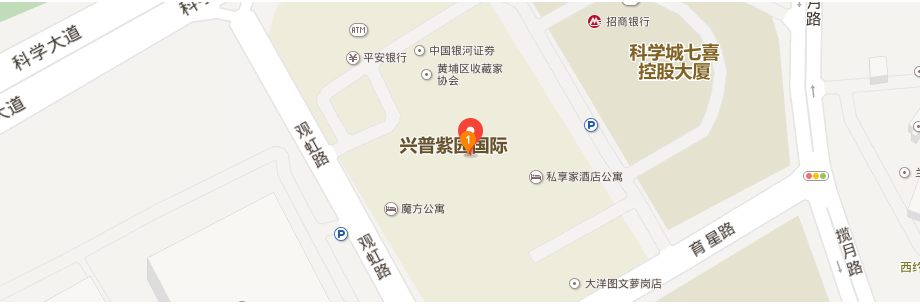 科学大道
科
大道
ATM
平安银行
中国银河证券
黄埔区收藏家
协会
招商银行
科学城七喜
控股大厦
月路
观虹路
P
兴普紫园国际
1
私享家酒店公寓
魔方公寓
P
观虹路
育星路
揽月路
大洋图文萝岗店
西约